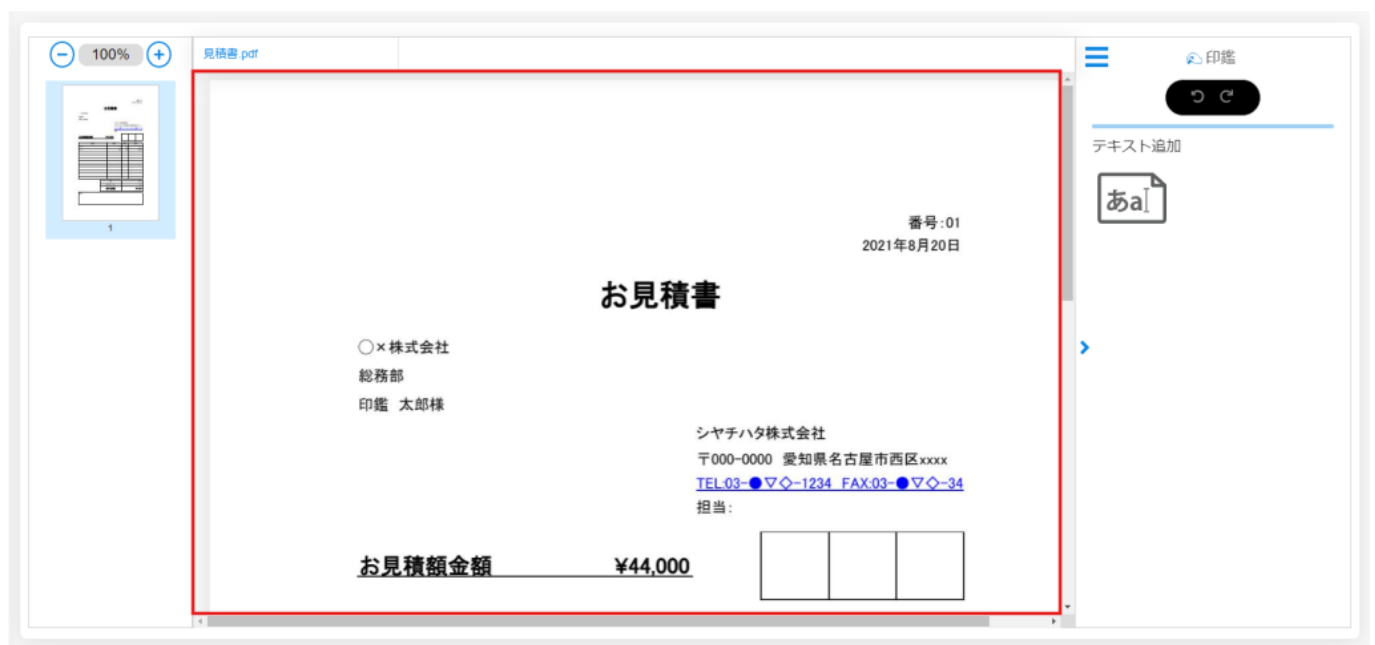 100%
見積書.pdf
印鑑
テキスト追加
あa
1
番号:01
2021年8月20日
お見積書
○×株式会社
総務部
印鑑 太郎様
シヤチハタ株式会社
〒000-0000 愛知県名古屋市西区xxxx
TEL:03-●▽◇-1234 FAX:03-●▽◇-34
担当:
お見積額金額 ¥44,000